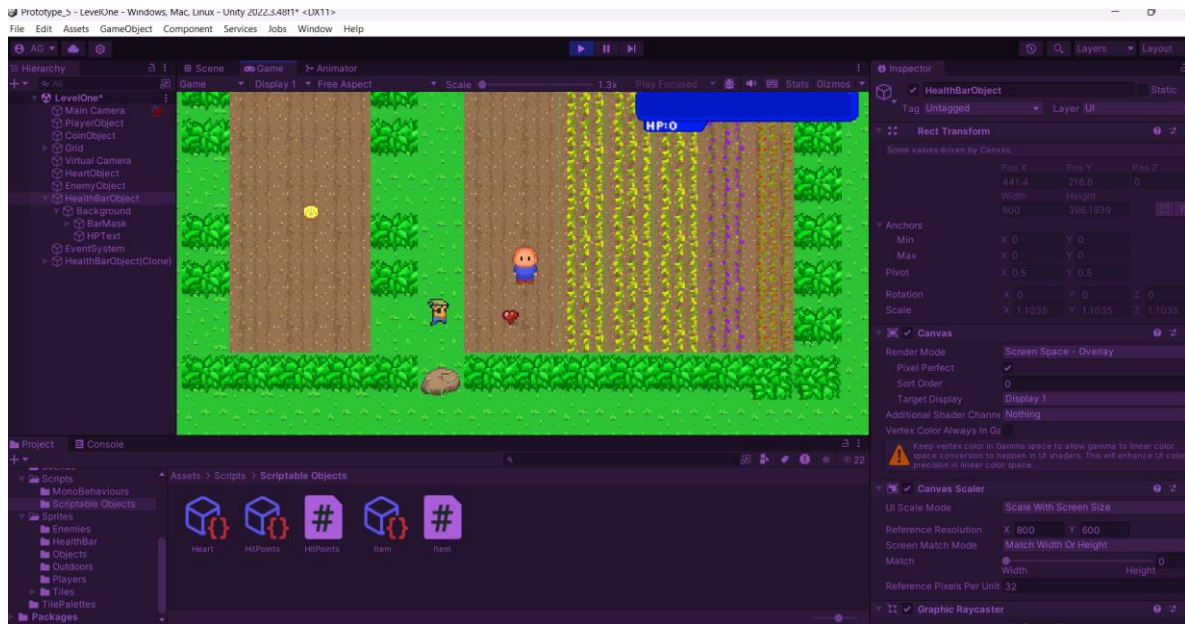 Prototype_5 - LevelOne - Windows, Mac, Linux - Unity 2022.3.48f1* <DX11>
File Edit Assets GameObject Component Services Jobs Window Help
AG Layers Layout
Hierarchy Scene Game Animator Inspector
All Game Display 1 Free Aspect Scale 1.3x Play Focused Stats Gizmos
HealthBarObject Static
Tag Untagged Layer UI
LevelOne*
Main Camera
PlayerObject
CoinObject
Grid
Virtual Camera
HeartObject
EnemyObject
HealthBarObject
Background
BarMask
HPText
EventSystem
HealthBarObject(Clone)
HP:0
Rect Transform
Some values driven by Canvas.
Pos X Pos Y Pos Z
441.4 218.6 0
Width Height
800 396.1939
Anchors
Min X 0 Y 0
Max X 0 Y 0
Pivot X 0.5 Y 0.5
Rotation X 0 Y 0 Z 0
Scale X 1.1035 Y 1.1035 Z 1.1035
Canvas
Render Mode Screen Space - Overlay
Pixel Perfect
Sort Order 0
Target Display Display 1
Additional Shader Channe Nothing
Vertex Color Always In Ga
Keep vertex color in Gamma space to allow gamma to linear color
space conversion to happen in UI shaders. This will enhance UI color
precision in linear color space.
Canvas Scaler
UI Scale Mode Scale With Screen Size
Reference Resolution X 800 Y 600
Screen Match Mode Match Width Or Height
Match 0
Width Height
Reference Pixels Per Unit 32
Graphic Raycaster
Project Console
22
Scenes
Scripts
MonoBehaviours
Scriptable Objects
Sprites
Enemies
HealthBar
Objects
Outdoors
Players
Tiles
TilePalettes
Packages
Assets > Scripts > Scriptable Objects
Heart HitPoints HitPoints Item Item